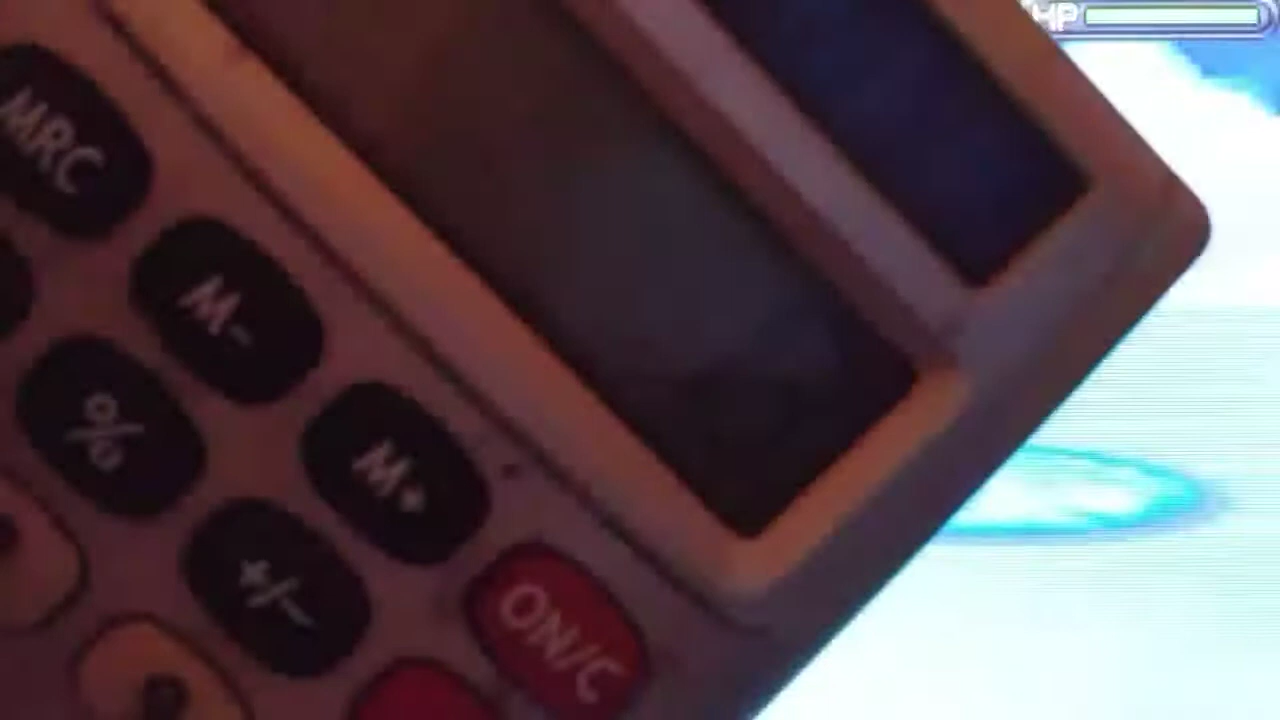 HP
MRC
M-
%
M+
+/-
ON/C